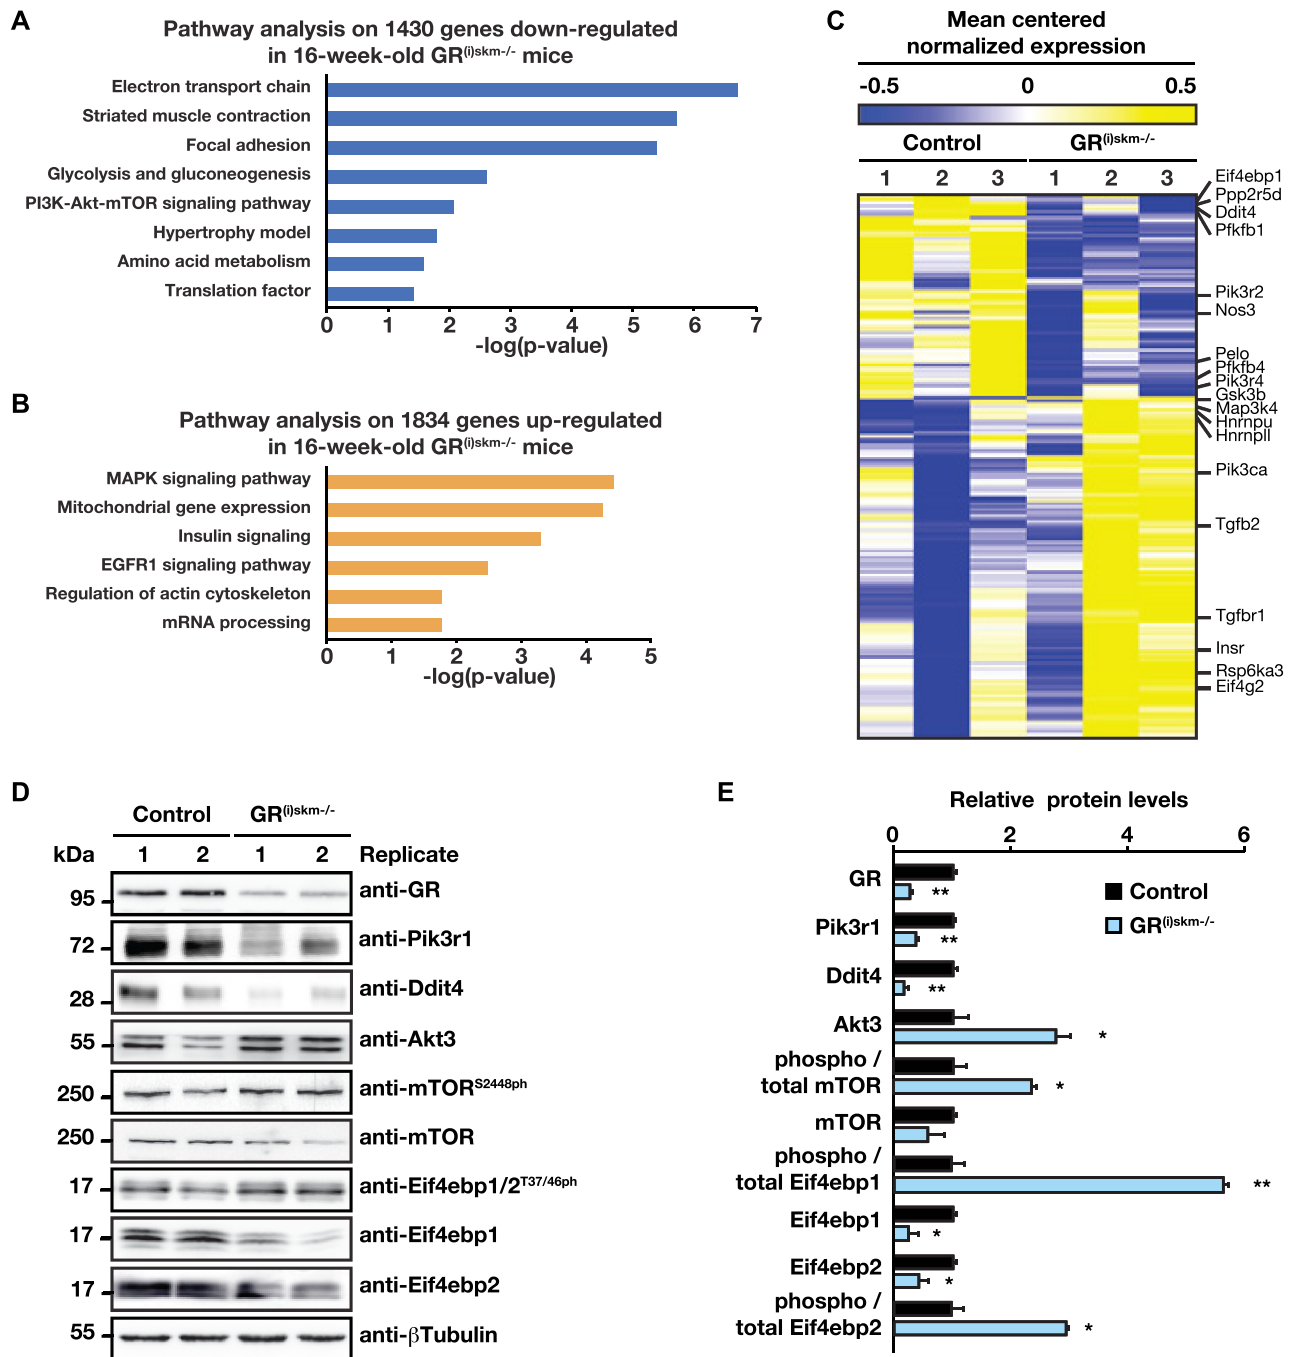 A
Pathway analysis on 1430 genes down-regulated
in 16-week-old GR(i)skm-/- mice
Electron transport chain
Striated muscle contraction
Focal adhesion
Glycolysis and gluconeogenesis
PI3K-Akt-mTOR signaling pathway
Hypertrophy model
Amino acid metabolism
Translation factor
0 1 2 3 4 5 6 7
-log(p-value)
B
Pathway analysis on 1834 genes up-regulated
in 16-week-old GR(i)skm-/- mice
MAPK signaling pathway
Mitochondrial gene expression
Insulin signaling
EGFR1 signaling pathway
Regulation of actin cytoskeleton
mRNA processing
0 1 2 3 4 5
-log(p-value)
C
Mean centered
normalized expression
-0.5 0 0.5
Control GR(i)skm-/-
1 2 3 1 2 3
Eif4ebp1
Ppp2r5d
Ddit4
Pfkfb1
Pik3r2
Nos3
Pelo
Pfkfb4
Pik3r4
Gsk3b
Map3k4
Hnrnpu
Hnrnpll
Pik3ca
Tgfb2
Tgfbr1
Insr
Rsp6ka3
Eif4g2
D
Control GR(i)skm-/-
kDa 1 2 1 2 Replicate
95 anti-GR
72 anti-Pik3r1
28 anti-Ddit4
55 anti-Akt3
250 anti-mTORS2448ph
250 anti-mTOR
17 anti-Eif4ebp1/2T37/46ph
17 anti-Eif4ebp1
17 anti-Eif4ebp2
55 anti-βTubulin
E
Relative protein levels
0 2 4 6
Control
GR(i)skm-/-
GR **
Pik3r1 **
Ddit4 **
Akt3 *
phospho /
total mTOR *
mTOR
phospho /
total Eif4ebp1 **
Eif4ebp1 *
Eif4ebp2 *
phospho /
total Eif4ebp2 *